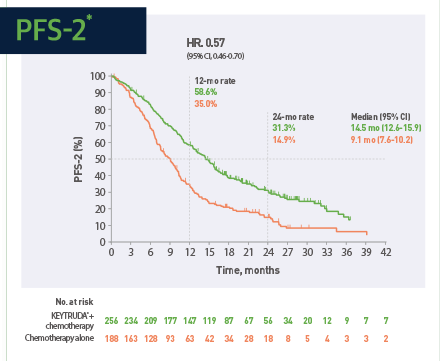 PFS-2*
HR, 0.57
(95% CI, 0.46-0.70)
12-mo rate
58.6%
35.0%
24-mo rate
31.3%
14.9%
Median (95% CI)
14.5 mo (12.6-15.9)
9.1 mo (7.6-10.2)
PFS-2 (%)
100
90
80
70
60
50
40
30
20
10
0
0 3 6 9 12 15 18 21 24 27 30 33 36 39 42
Time, months
No. at risk
KEYTRUDA®+
chemotherapy
256 234 209 177 147 119 87 67 56 34 20 12 9 7 7
Chemotherapy alone
188 163 128 93 63 42 34 28 18 8 5 4 3 3 2